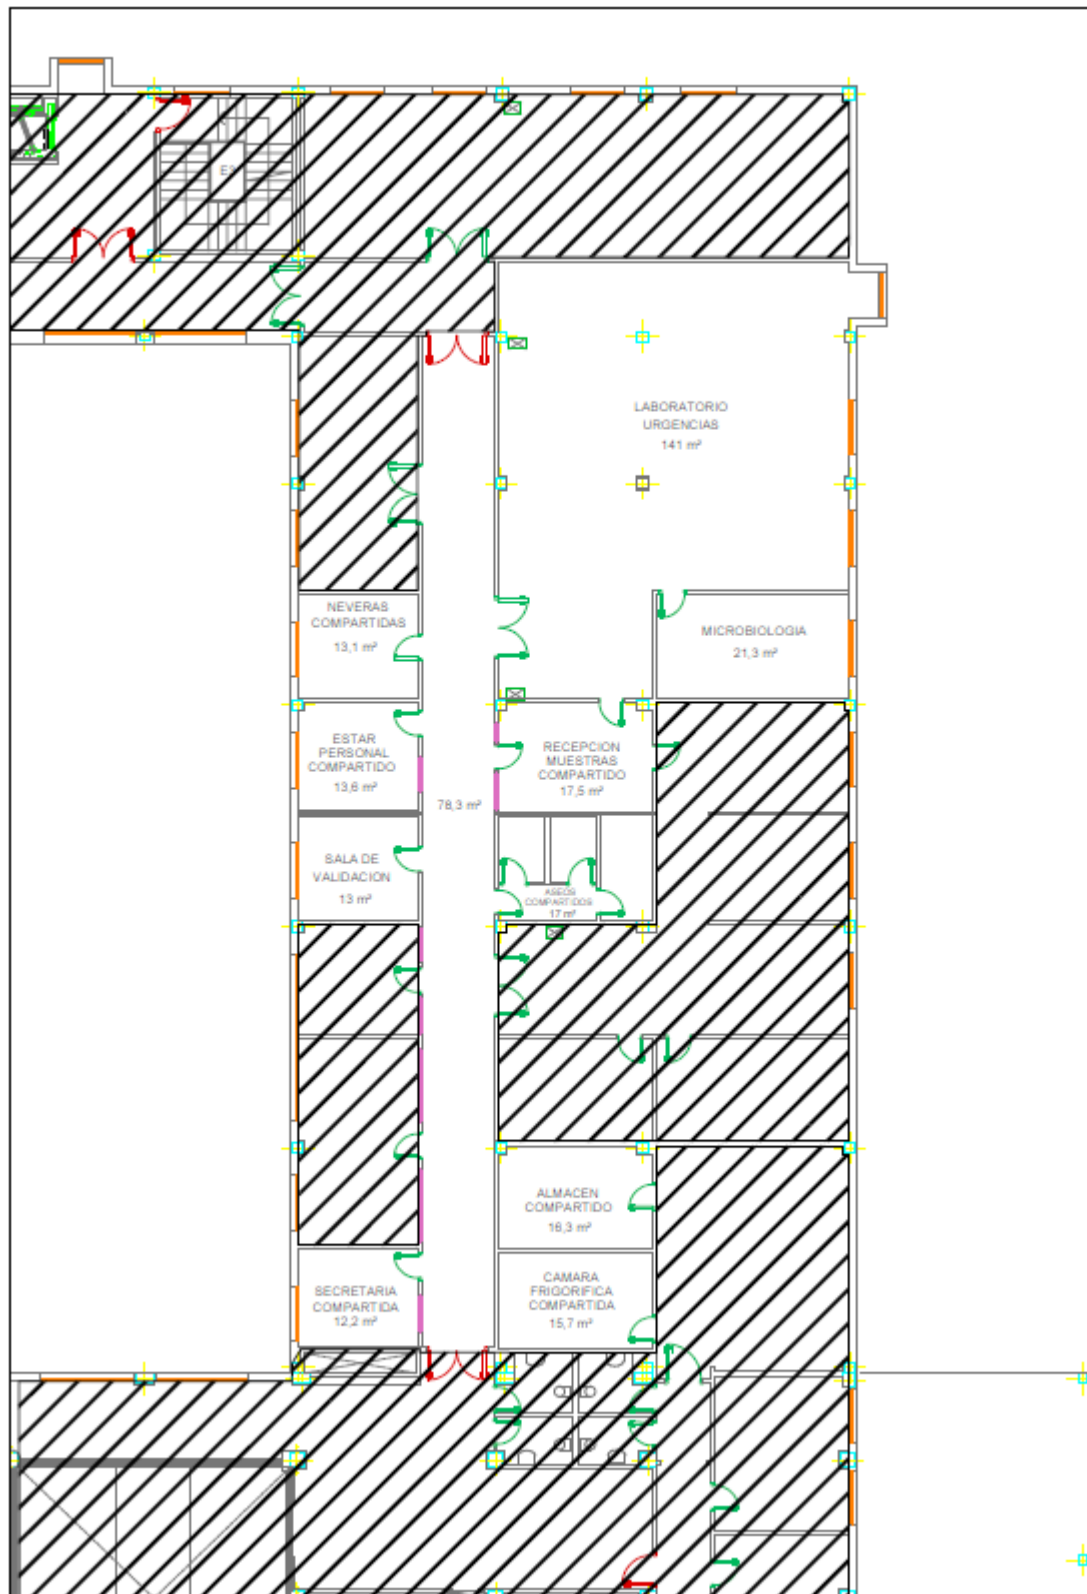 LABORATORIO
URGENCIAS
141 m²
NEVERAS
COMPARTIDAS
13,1 m²
MICROBIOLOGIA
21,3 m²
ESTAR
PERSONAL
COMPARTIDO
13,6 m²
RECEPCION
MUESTRAS
COMPARTIDO
17,5 m²
78,3 m²
SALA DE
VALIDACION
13 m²
ASEOS
COMPARTIDOS
17 m²
ALMACEN
COMPARTIDO
16,3 m²
SECRETARIA
COMPARTIDA
12,2 m²
CAMARA
FRIGORIFICA
COMPARTIDA
15,7 m²